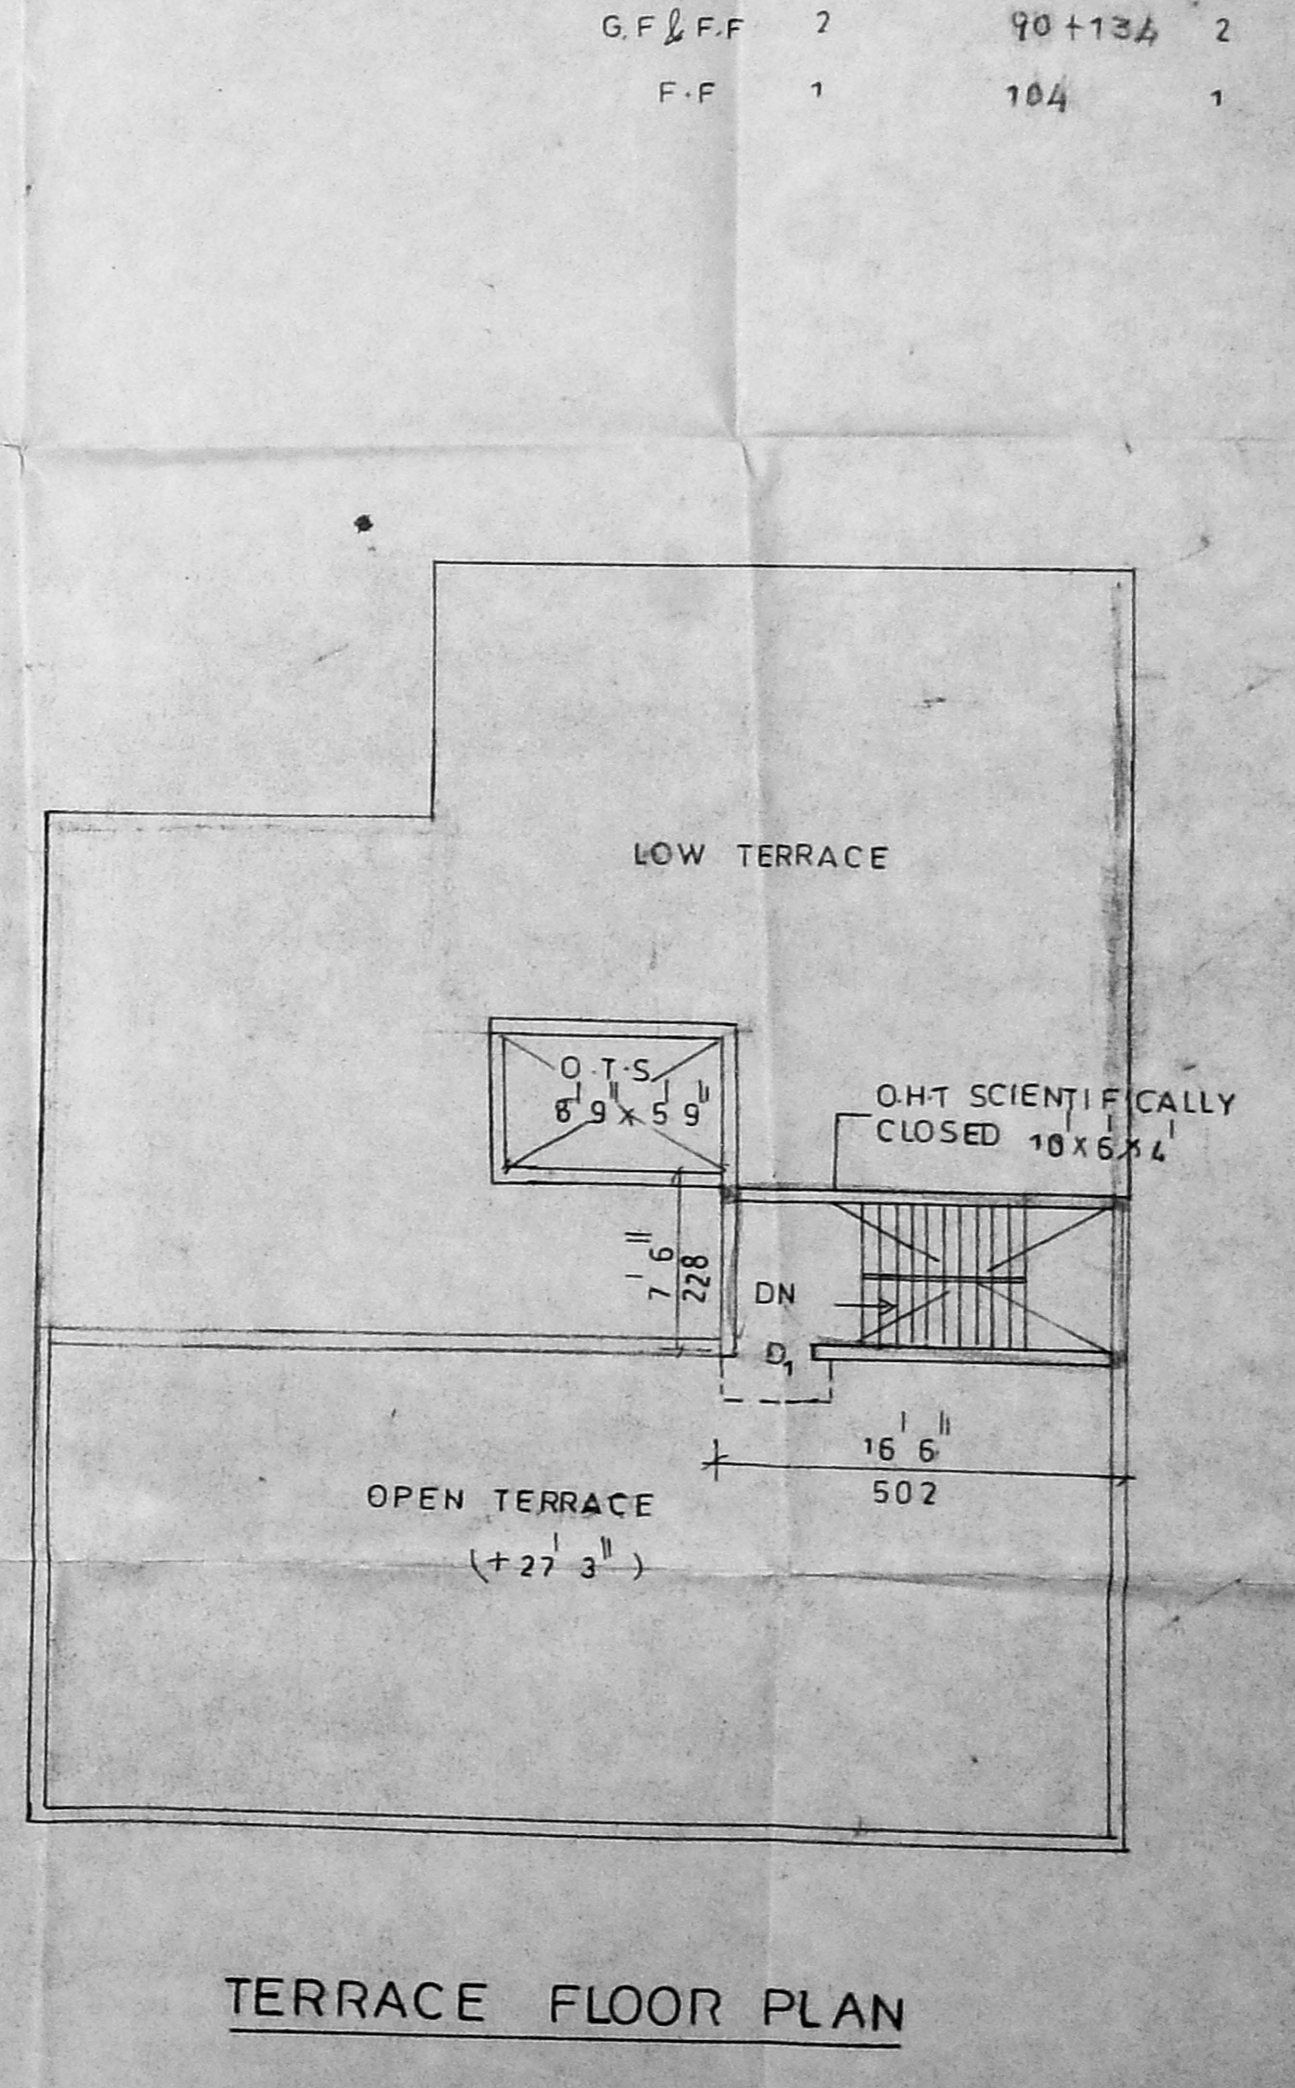 G.F & F.F 2 90+134 2
F.F 1 104 1
LOW TERRACE
O.T.S
8'9" x 5'9"
O.H.T SCIENTIFICALLY
CLOSED 10'x6'x4'
7'6"
228
DN
D1
16'6"
502
OPEN TERRACE
(+27'3")
TERRACE FLOOR PLAN